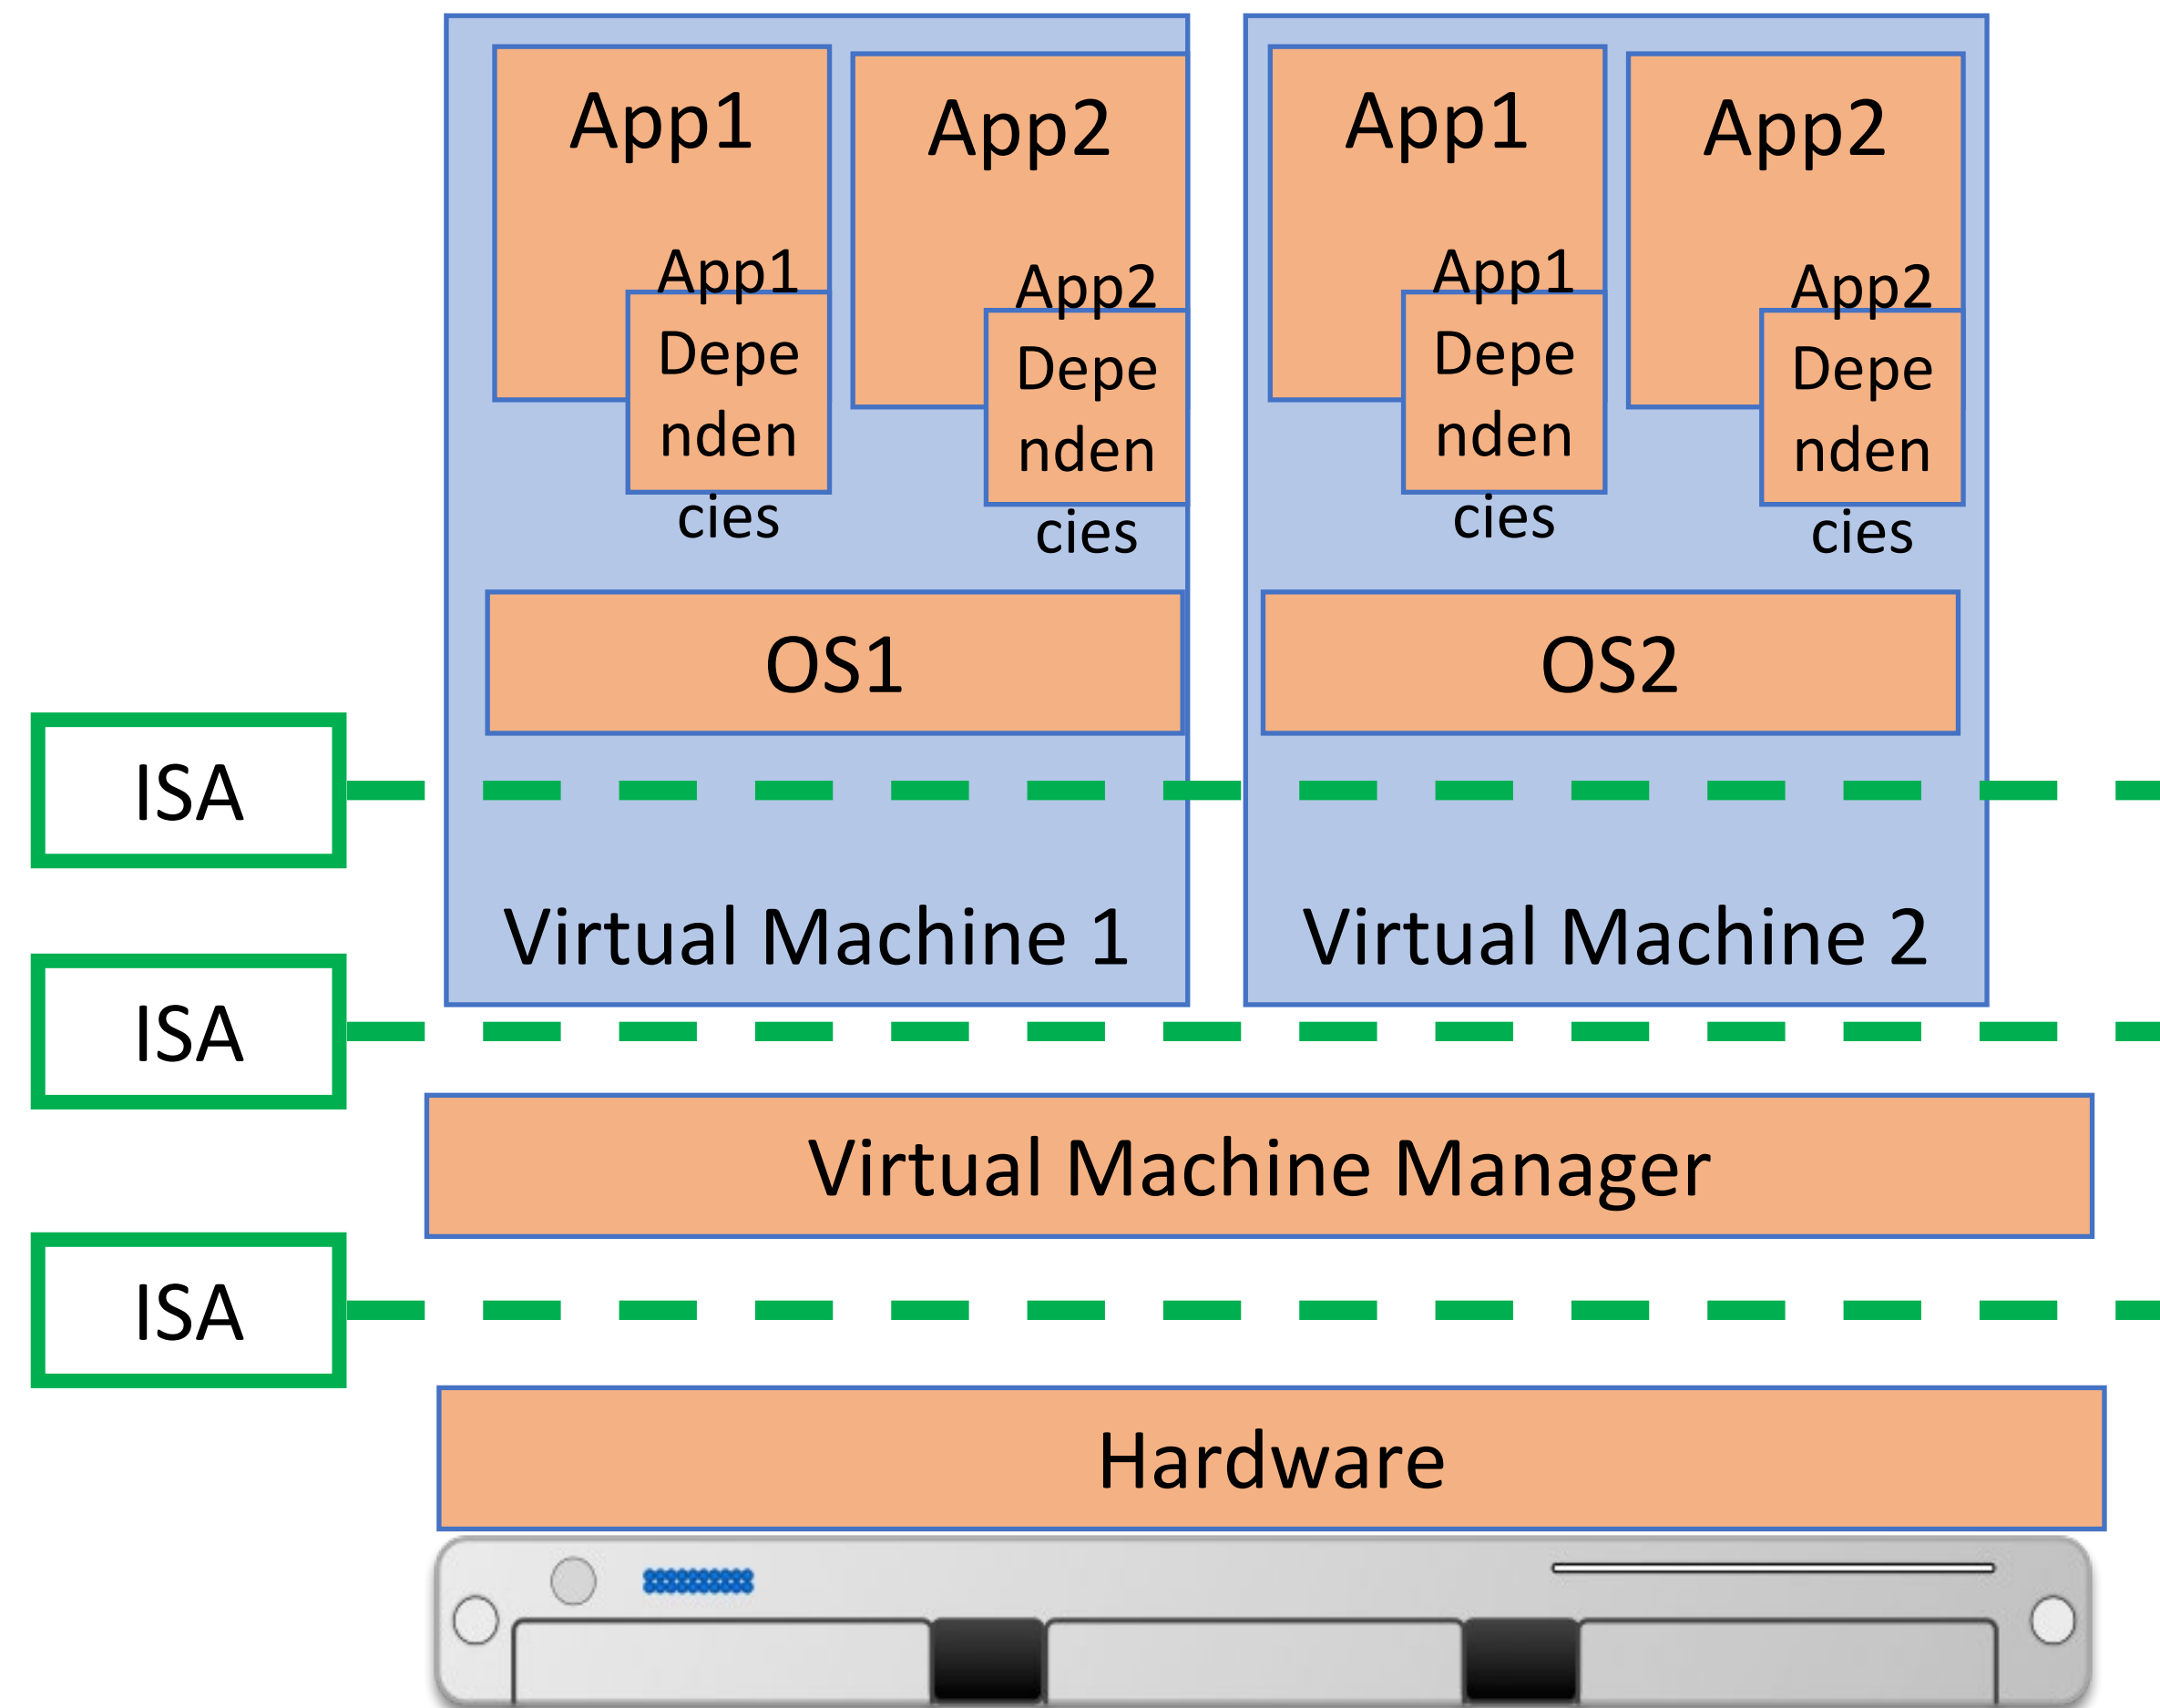 App1
App2
App1
App2
App1
Depe
nden
cies
App2
Depe
nden
cies
App1
Depe
nden
cies
App2
Depe
nden
cies
OS1
OS2
ISA
Virtual Machine 1
Virtual Machine 2
ISA
Virtual Machine Manager
ISA
Hardware